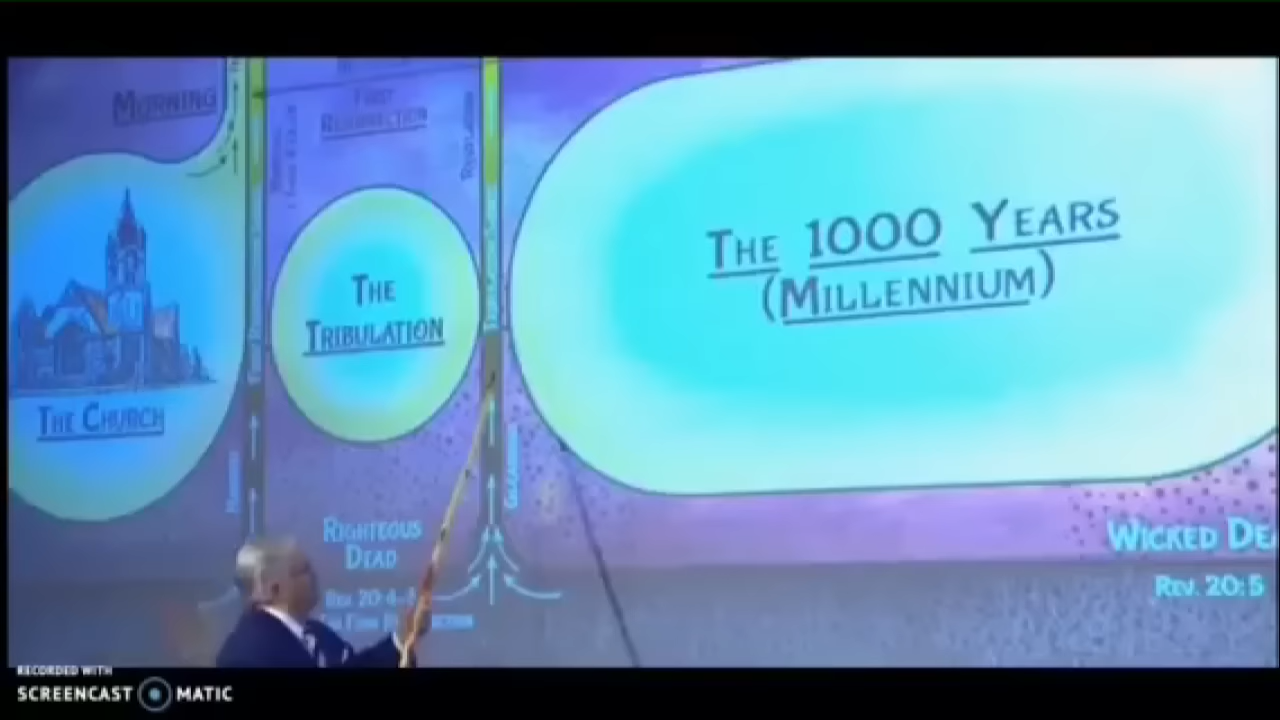 MORNING
FIRST
RESURRECTION
THE 1000 YEARS
(MILLENNIUM)
THE
TRIBULATION
THE CHURCH
RIGHTEOUS
DEAD
REV. 20:4-
WICKED DEA
REV. 20:5
RECORDED WITH
SCREENCAST MATIC